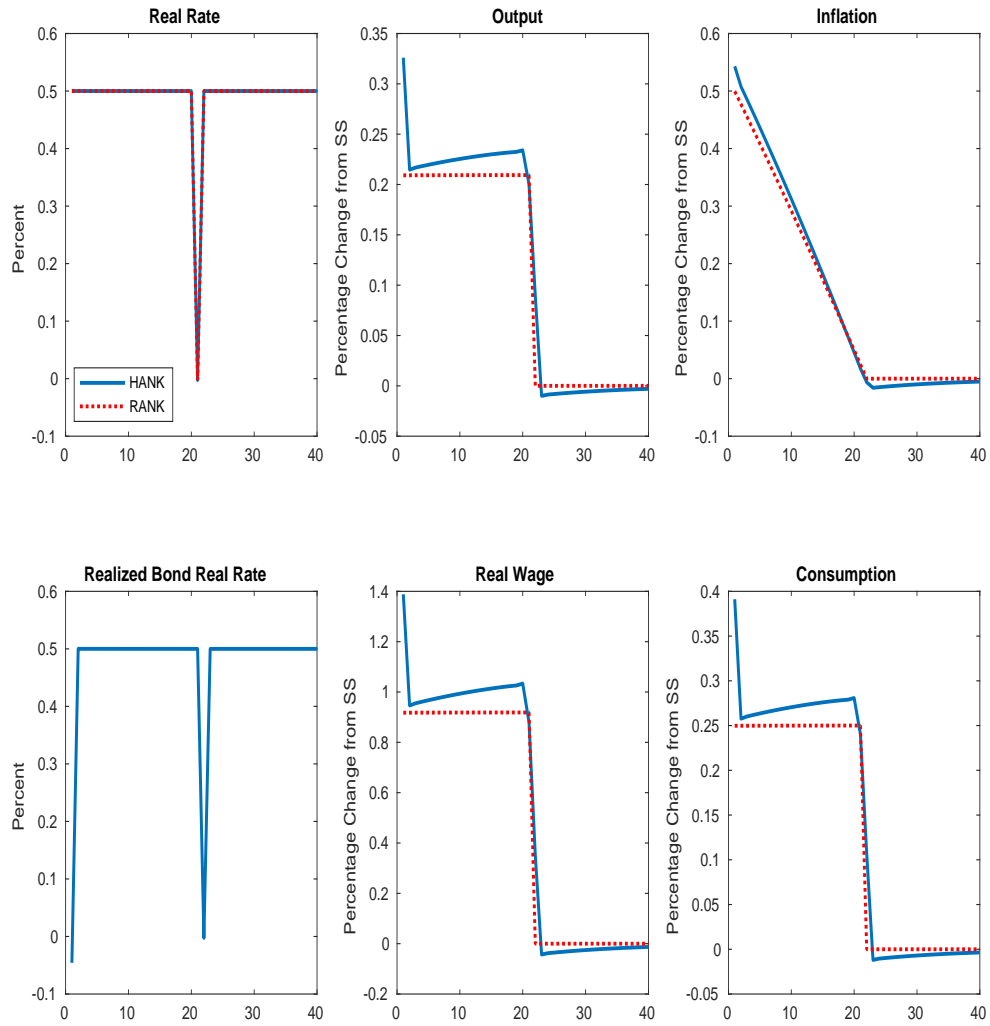 Real Rate
Percent
0.6
0.5
0.4
0.3
0.2
0.1
0
-0.1
0 10 20 30 40
HANK
RANK
Output
Percentage Change from SS
0.35
0.3
0.25
0.2
0.15
0.1
0.05
0
-0.05
0 10 20 30 40
Inflation
Percentage Change from SS
0.6
0.5
0.4
0.3
0.2
0.1
0
-0.1
0 10 20 30 40
Realized Bond Real Rate
Percent
0.6
0.5
0.4
0.3
0.2
0.1
0
-0.1
0 10 20 30 40
Real Wage
Percentage Change from SS
1.4
1.2
1
0.8
0.6
0.4
0.2
0
-0.2
0 10 20 30 40
Consumption
Percentage Change from SS
0.4
0.35
0.3
0.25
0.2
0.15
0.1
0.05
0
-0.05
0 10 20 30 40